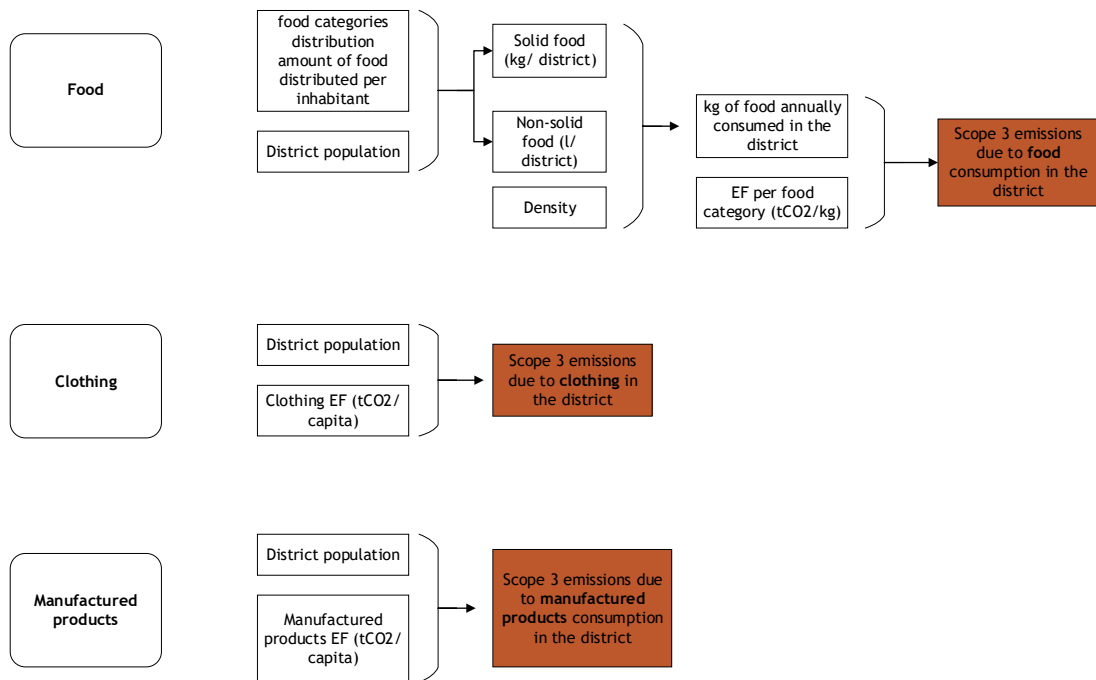 Food
food categories
distribution
amount of food
distributed per
inhabitant
District population
Solid food
(kg/ district)
Non-solid
food (l/
district)
Density
kg of food annually
consumed in the
district
EF per food
category (tCO2/kg)
Scope 3 emissions
due to food
consumption in the
district
Clothing
District population
Clothing EF (tCO2/
capita)
Scope 3 emissions
due to clothing in
the district
Manufactured
products
District population
Manufactured
products EF (tCO2/
capita)
Scope 3 emissions due
to manufactured
products consumption
in the district